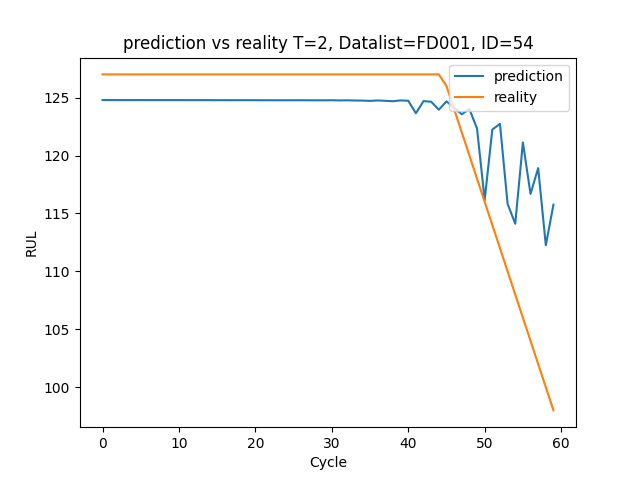 prediction vs reality T=2, Datalist=FD001, ID=54
prediction
reality
125
120
115
110
105
100
RUL
0 10 20 30 40 50 60
Cycle